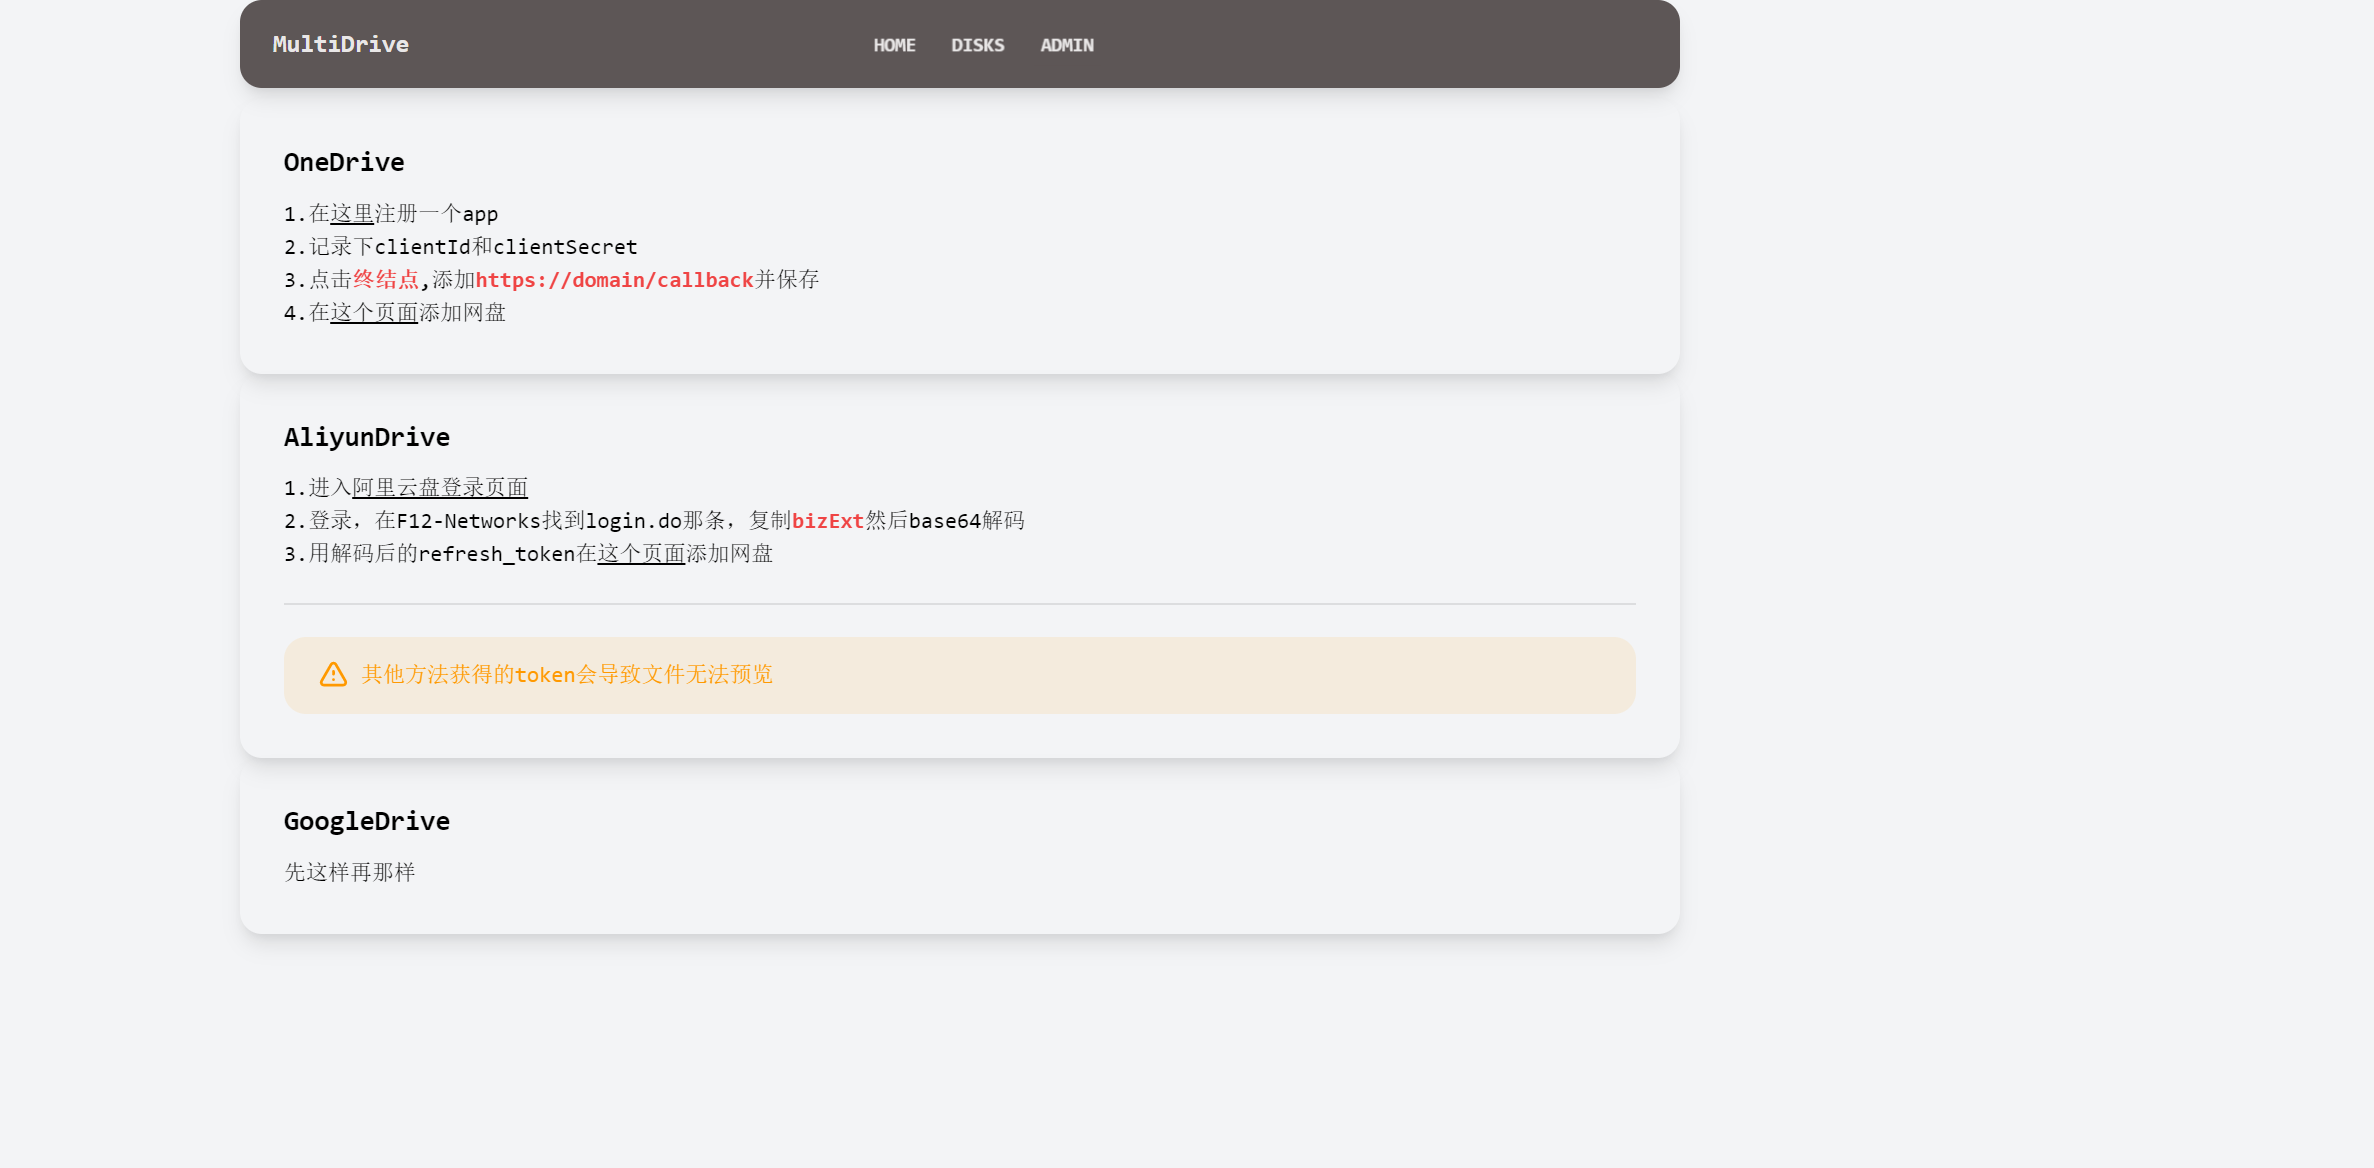 MultiDrive
HOME DISKS ADMIN
OneDrive
1.在这里注册一个app
2.记录下clientId和clientSecret
3.点击终结点,添加https://domain/callback并保存
4.在这个页面添加网盘
AliyunDrive
1.进入阿里云盘登录页面
2.登录，在F12-Networks找到login.do那条，复制bizExt然后base64解码
3.用解码后的refresh_token在这个页面添加网盘
其他方法获得的token会导致文件无法预览
GoogleDrive
先这样再那样